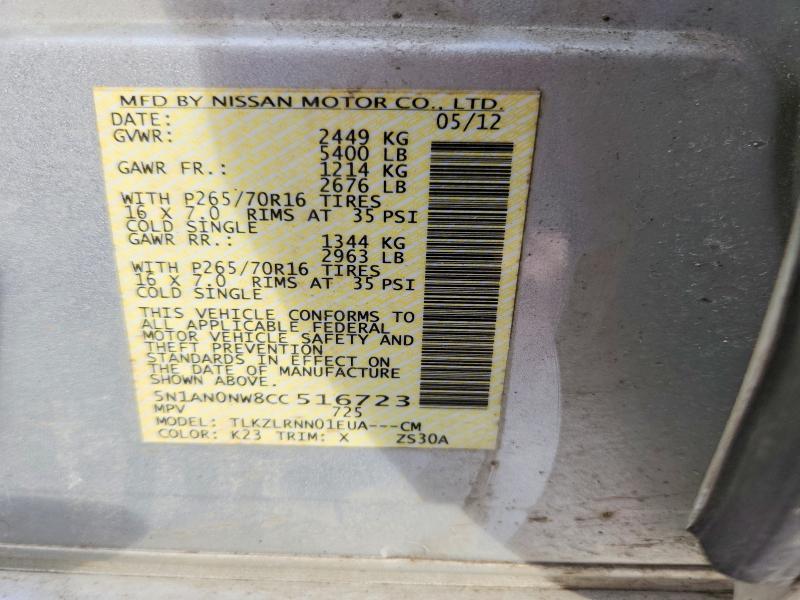 MFD BY NISSAN MOTOR CO., LTD.
DATE: 05/12
GVWR: 2449 KG
5400 LB
GAWR FR.: 1214 KG
2676 LB
WITH P265/70R16 TIRES
16 X 7.0 RIMS AT 35 PSI
COLD SINGLE
GAWR RR.: 1344 KG
2963 LB
WITH P265/70R16 TIRES
16 X 7.0 RIMS AT 35 PSI
COLD SINGLE
THIS VEHICLE CONFORMS TO
ALL APPLICABLE FEDERAL
MOTOR VEHICLE SAFETY AND
THEFT PREVENTION
STANDARDS IN EFFECT ON
THE DATE OF MANUFACTURE
SHOWN ABOVE.
5N1AN0NW8CC 516723
MPV 725
MODEL: TLKZLRNN01EUA---CM
COLOR: K23 TRIM: X ZS30A